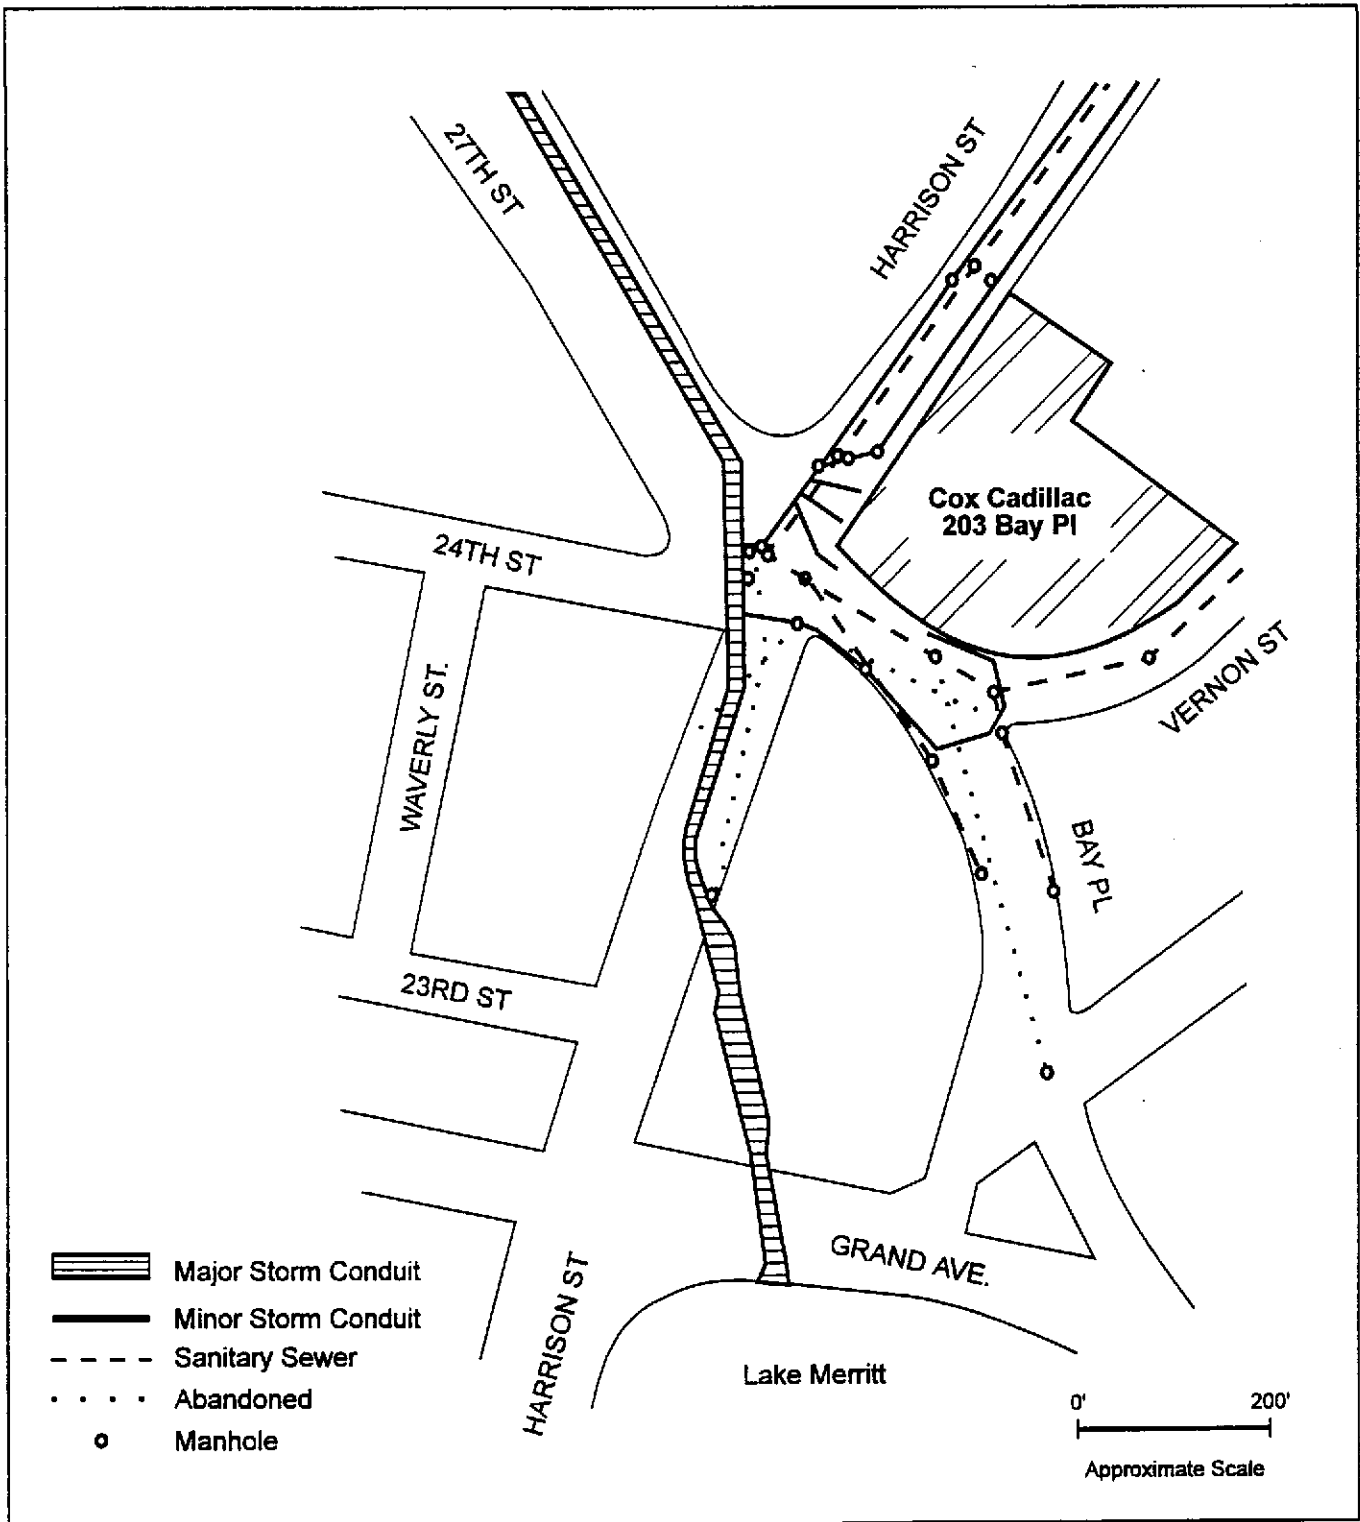 27TH ST
HARRISON ST
Cox Cadillac
203 Bay Pl
24TH ST
WAVERLY ST.
VERNON ST
BAY PL
23RD ST
GRAND AVE.
HARRISON ST
Lake Merritt
Major Storm Conduit
Minor Storm Conduit
Sanitary Sewer
Abandoned
Manhole
0' 200'
Approximate Scale